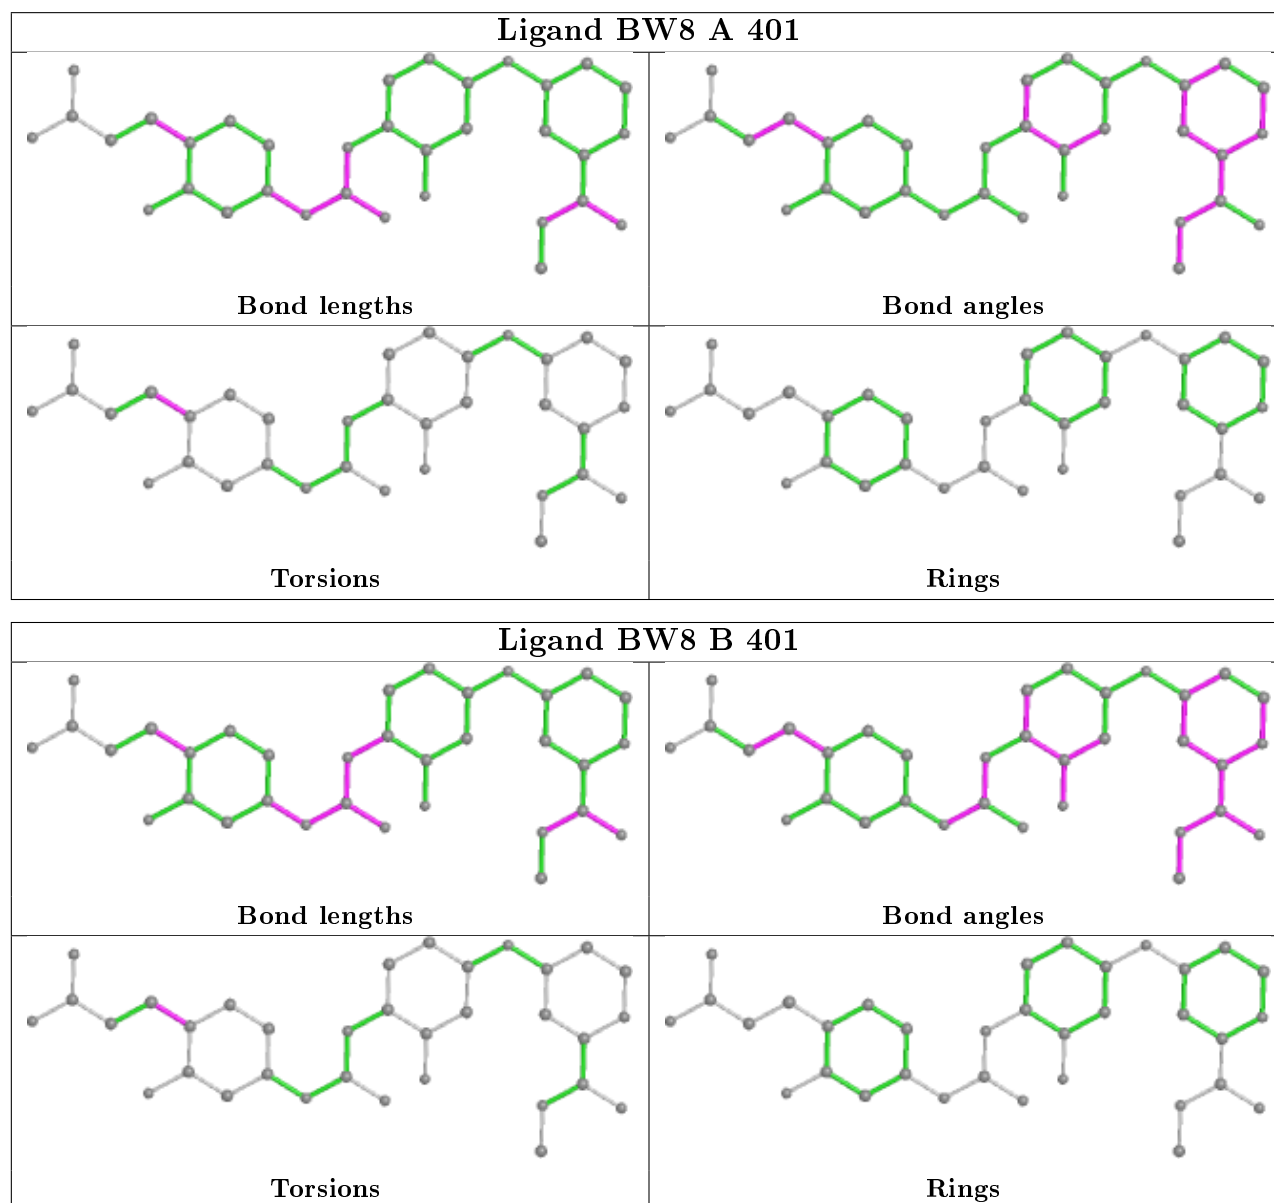 Ligand BW8 A 401
Bond lengths
Bond angles
Torsions
Rings
Ligand BW8 B 401
Bond lengths
Bond angles
Torsions
Rings